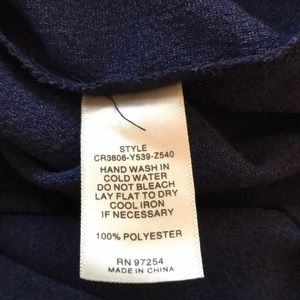 STYLE
CR3606-Y539-Z540
HAND WASH IN
COLD WATER
DO NOT BLEACH
LAY FLAT TO DRY
COOL IRON
IF NECESSARY
100% POLYESTER
RN 97254
MADE IN CHINA